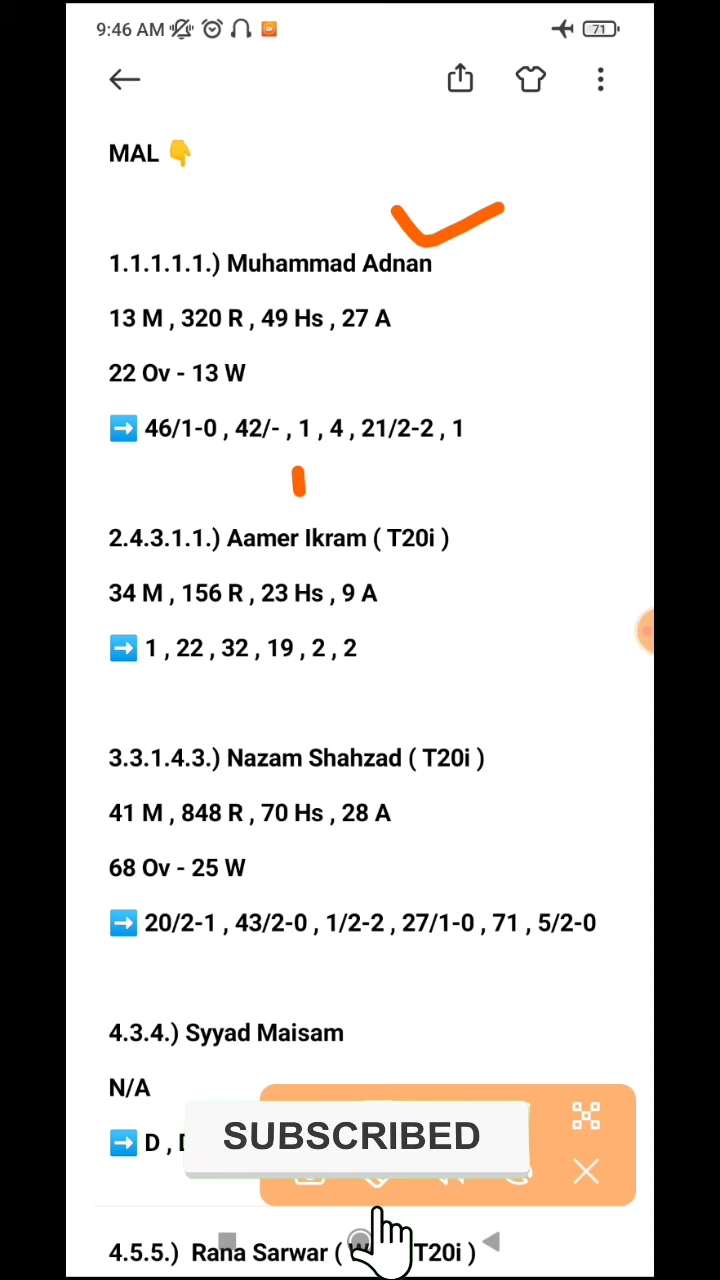 9:46 AM 71
MAL 👇
1.1.1.1.1.) Muhammad Adnan
13 M , 320 R , 49 Hs , 27 A
22 Ov - 13 W
➡️ 46/1-0 , 42/- , 1 , 4 , 21/2-2 , 1
2.4.3.1.1.) Aamer Ikram ( T20i )
34 M , 156 R , 23 Hs , 9 A
➡️ 1 , 22 , 32 , 19 , 2 , 2
3.3.1.4.3.) Nazam Shahzad ( T20i )
41 M , 848 R , 70 Hs , 28 A
68 Ov - 25 W
➡️ 20/2-1 , 43/2-0 , 1/2-2 , 27/1-0 , 71 , 5/2-0
4.3.4.) Syyad Maisam
N/A
➡️ D ,
SUBSCRIBED
4.5.5.) Rana Sarwar ( T20i )